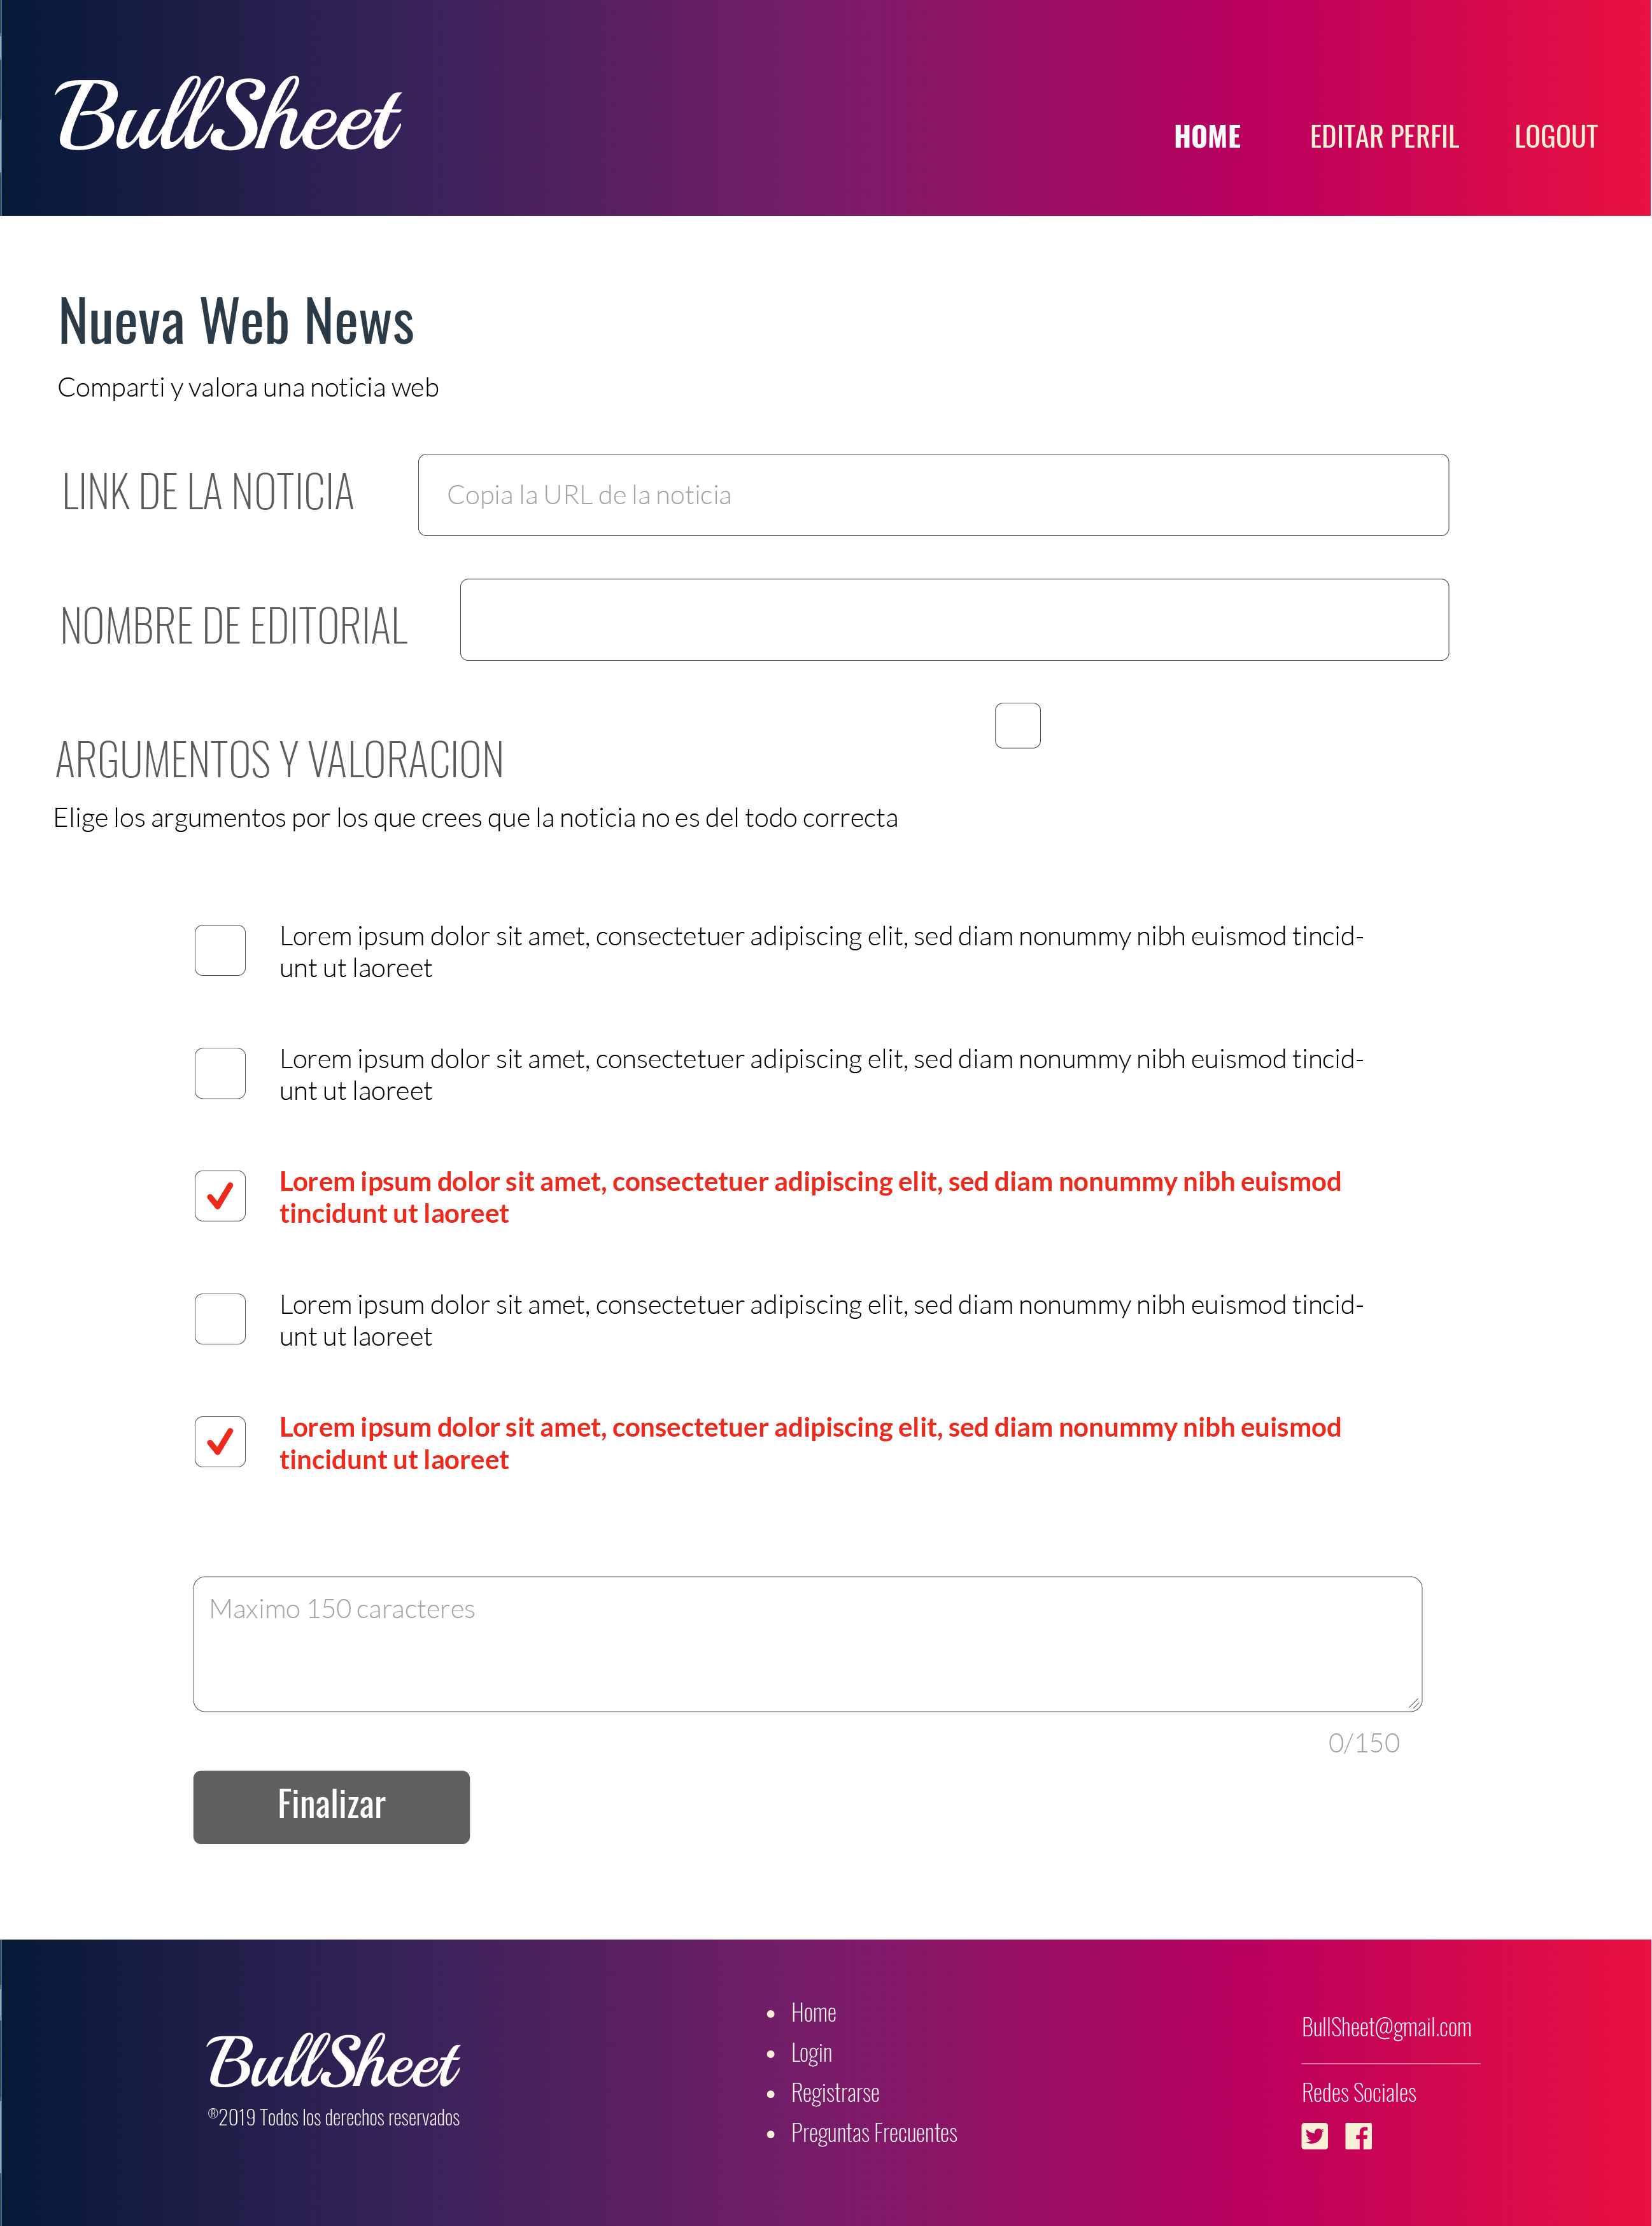 BullSheet
HOME EDITAR PERFIL LOGOUT
Nueva Web News
Comparti y valora una noticia web
LINK DE LA NOTICIA
Copia la URL de la noticia
NOMBRE DE EDITORIAL
ARGUMENTOS Y VALORACION
Elige los argumentos por los que crees que la noticia no es del todo correcta
Lorem ipsum dolor sit amet, consectetuer adipiscing elit, sed diam nonummy nibh euismod tincid-
unt ut laoreet
Lorem ipsum dolor sit amet, consectetuer adipiscing elit, sed diam nonummy nibh euismod tincid-
unt ut laoreet
Lorem ipsum dolor sit amet, consectetuer adipiscing elit, sed diam nonummy nibh euismod
tincidunt ut laoreet
Lorem ipsum dolor sit amet, consectetuer adipiscing elit, sed diam nonummy nibh euismod tincid-
unt ut laoreet
Lorem ipsum dolor sit amet, consectetuer adipiscing elit, sed diam nonummy nibh euismod
tincidunt ut laoreet
Maximo 150 caracteres
0/150
Finalizar
BullSheet
®2019 Todos los derechos reservados
Home
Login
Registrarse
Preguntas Frecuentes
BullSheet@gmail.com
Redes Sociales